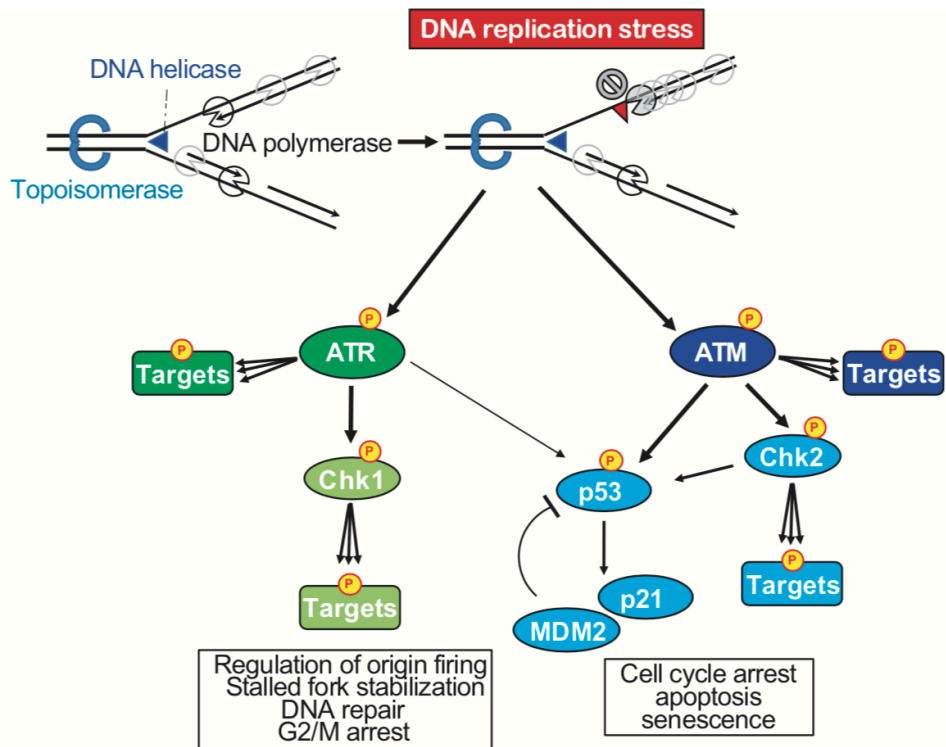 DNA replication stress
DNA helicase
DNA polymerase
Topoisomerase
P
ATR
P
ATM
P
Targets
P
Targets
P
Chk1
P
p53
P
Chk2
P
Targets
P
Targets
p21
MDM2
Regulation of origin firing
Stalled fork stabilization
DNA repair
G2/M arrest
Cell cycle arrest
apoptosis
senescence